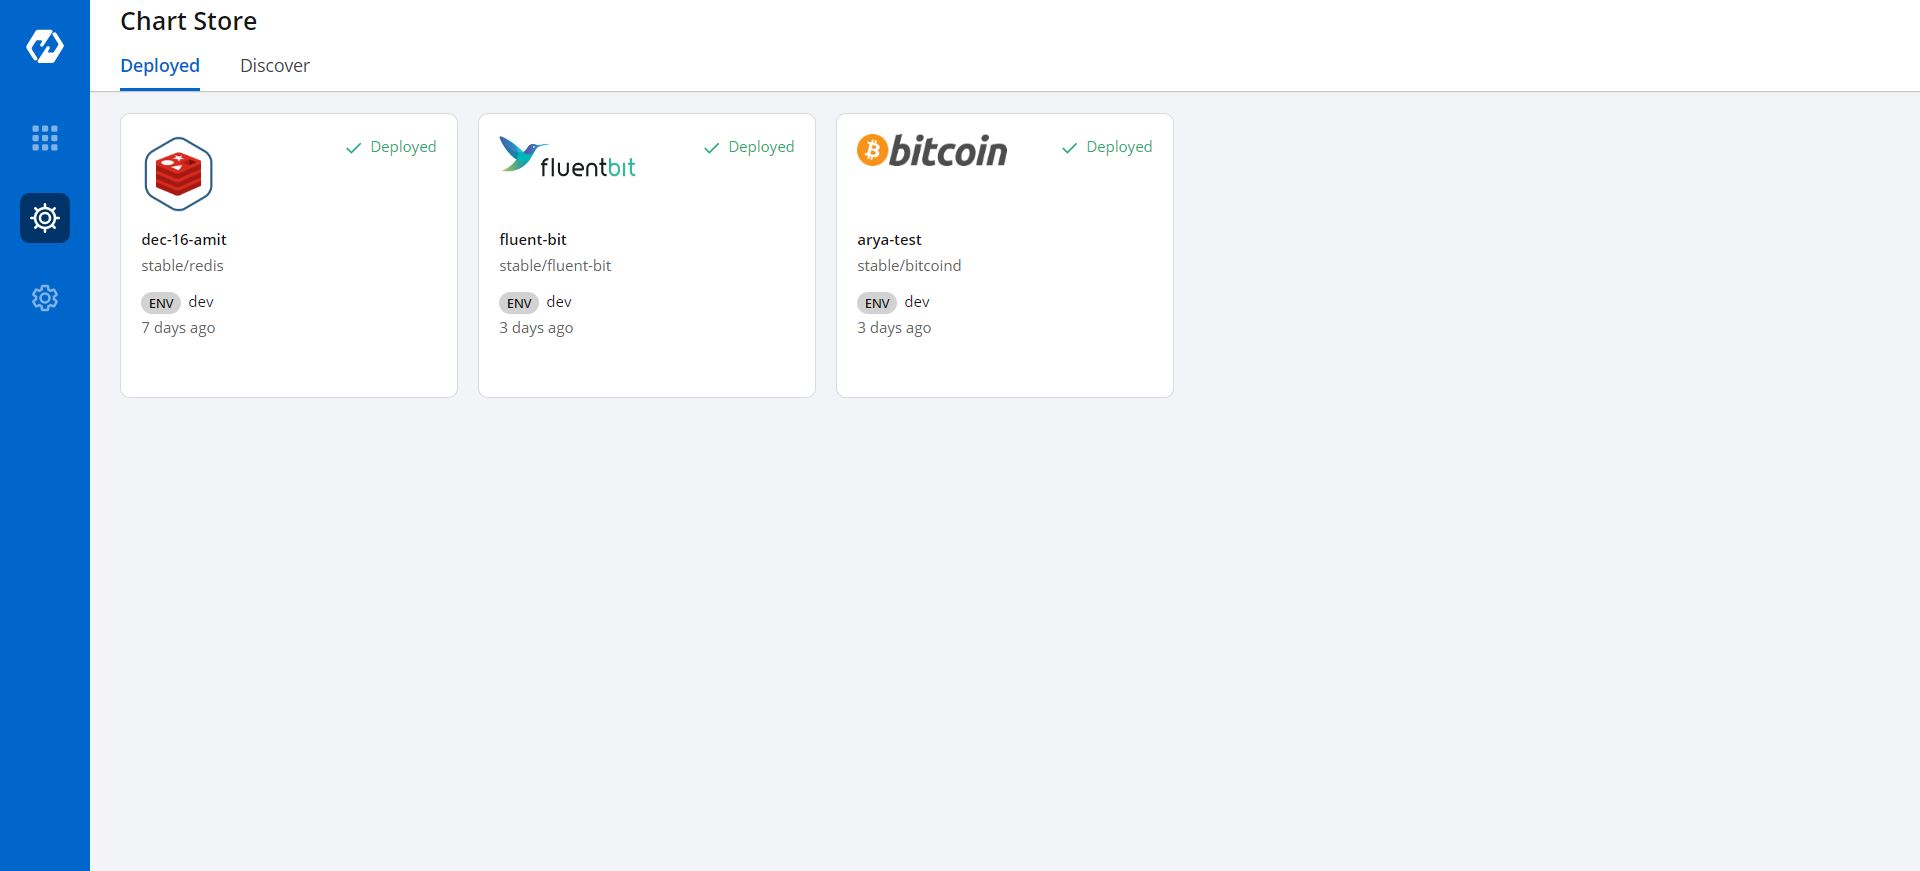 Chart Store
Deployed
Discover
Deployed
dec-16-amit
stable/redis
ENV dev
7 days ago
fluentbit
Deployed
fluent-bit
stable/fluent-bit
ENV dev
3 days ago
bitcoin
Deployed
arya-test
stable/bitcoind
ENV dev
3 days ago